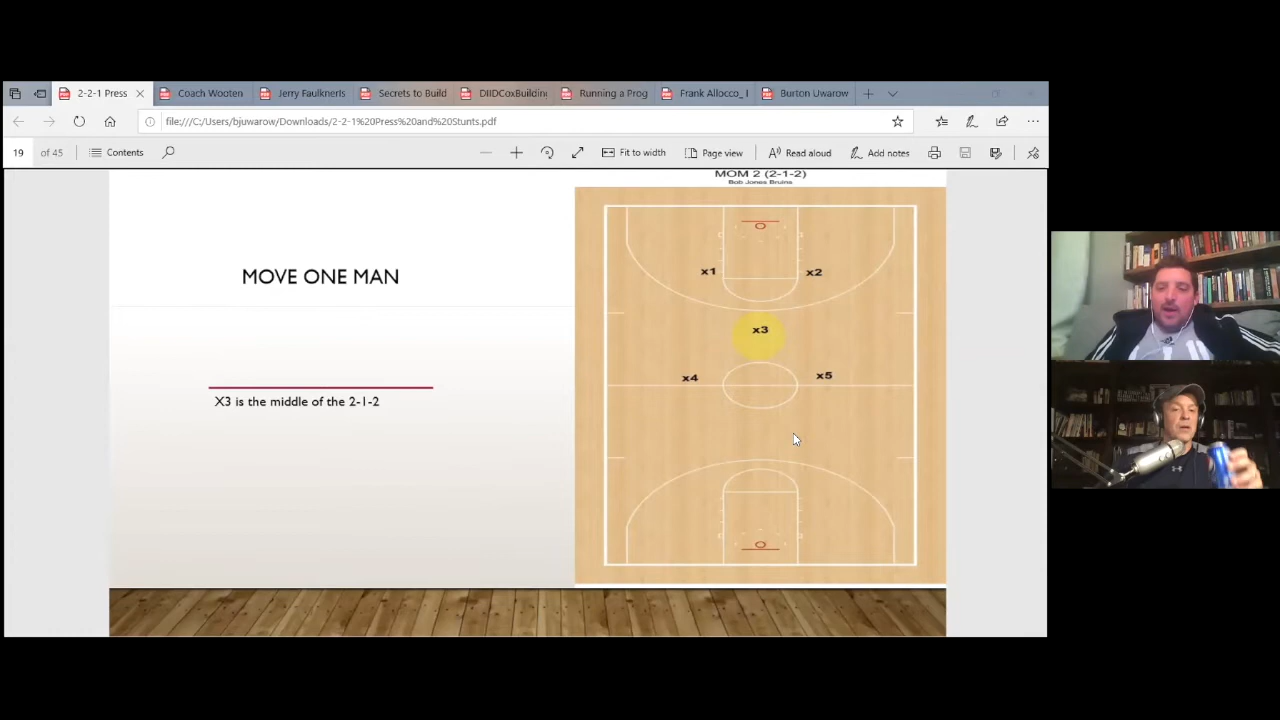 2-2-1 Press
Coach Wooten
Jerry Faulkners
Secrets to Build
DIIDCoxBuilding
Running a Prog
Frank Allocco_
Burton Uwarow
file:///C:/Users/bjuwarow/Downloads/2-2-1%20Press%20and%20Stunts.pdf
19 of 45
Contents
Fit to width
Page view
Read aloud
Add notes
MOM 2 (2-1-2)
Bob Jones Bruins
MOVE ONE MAN
X3 is the middle of the 2-1-2
x1 x2
x3
x4 x5